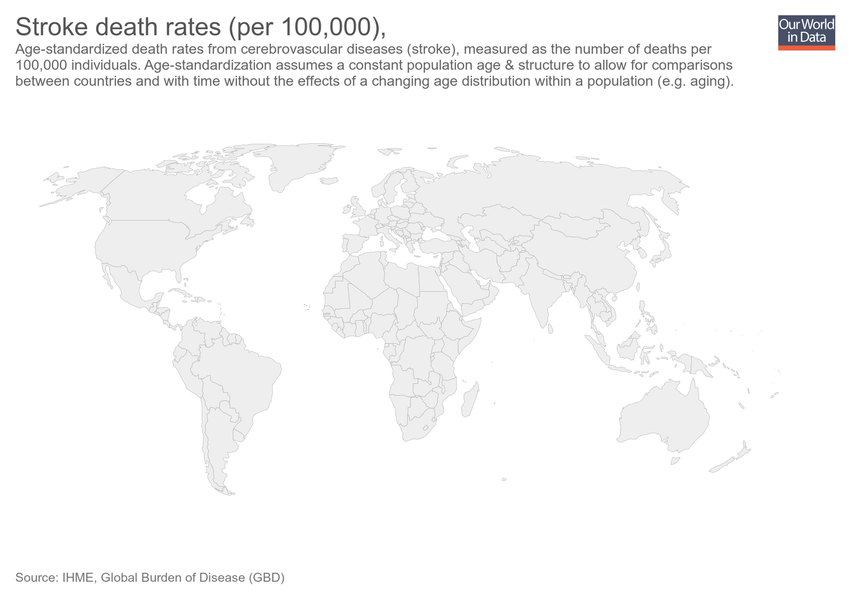 Stroke death rates (per 100,000),
Our World
in Data
Age-standardized death rates from cerebrovascular diseases (stroke), measured as the number of deaths per
100,000 individuals. Age-standardization assumes a constant population age & structure to allow for comparisons
between countries and with time without the effects of a changing age distribution within a population (e.g. aging).
Source: IHME, Global Burden of Disease (GBD)